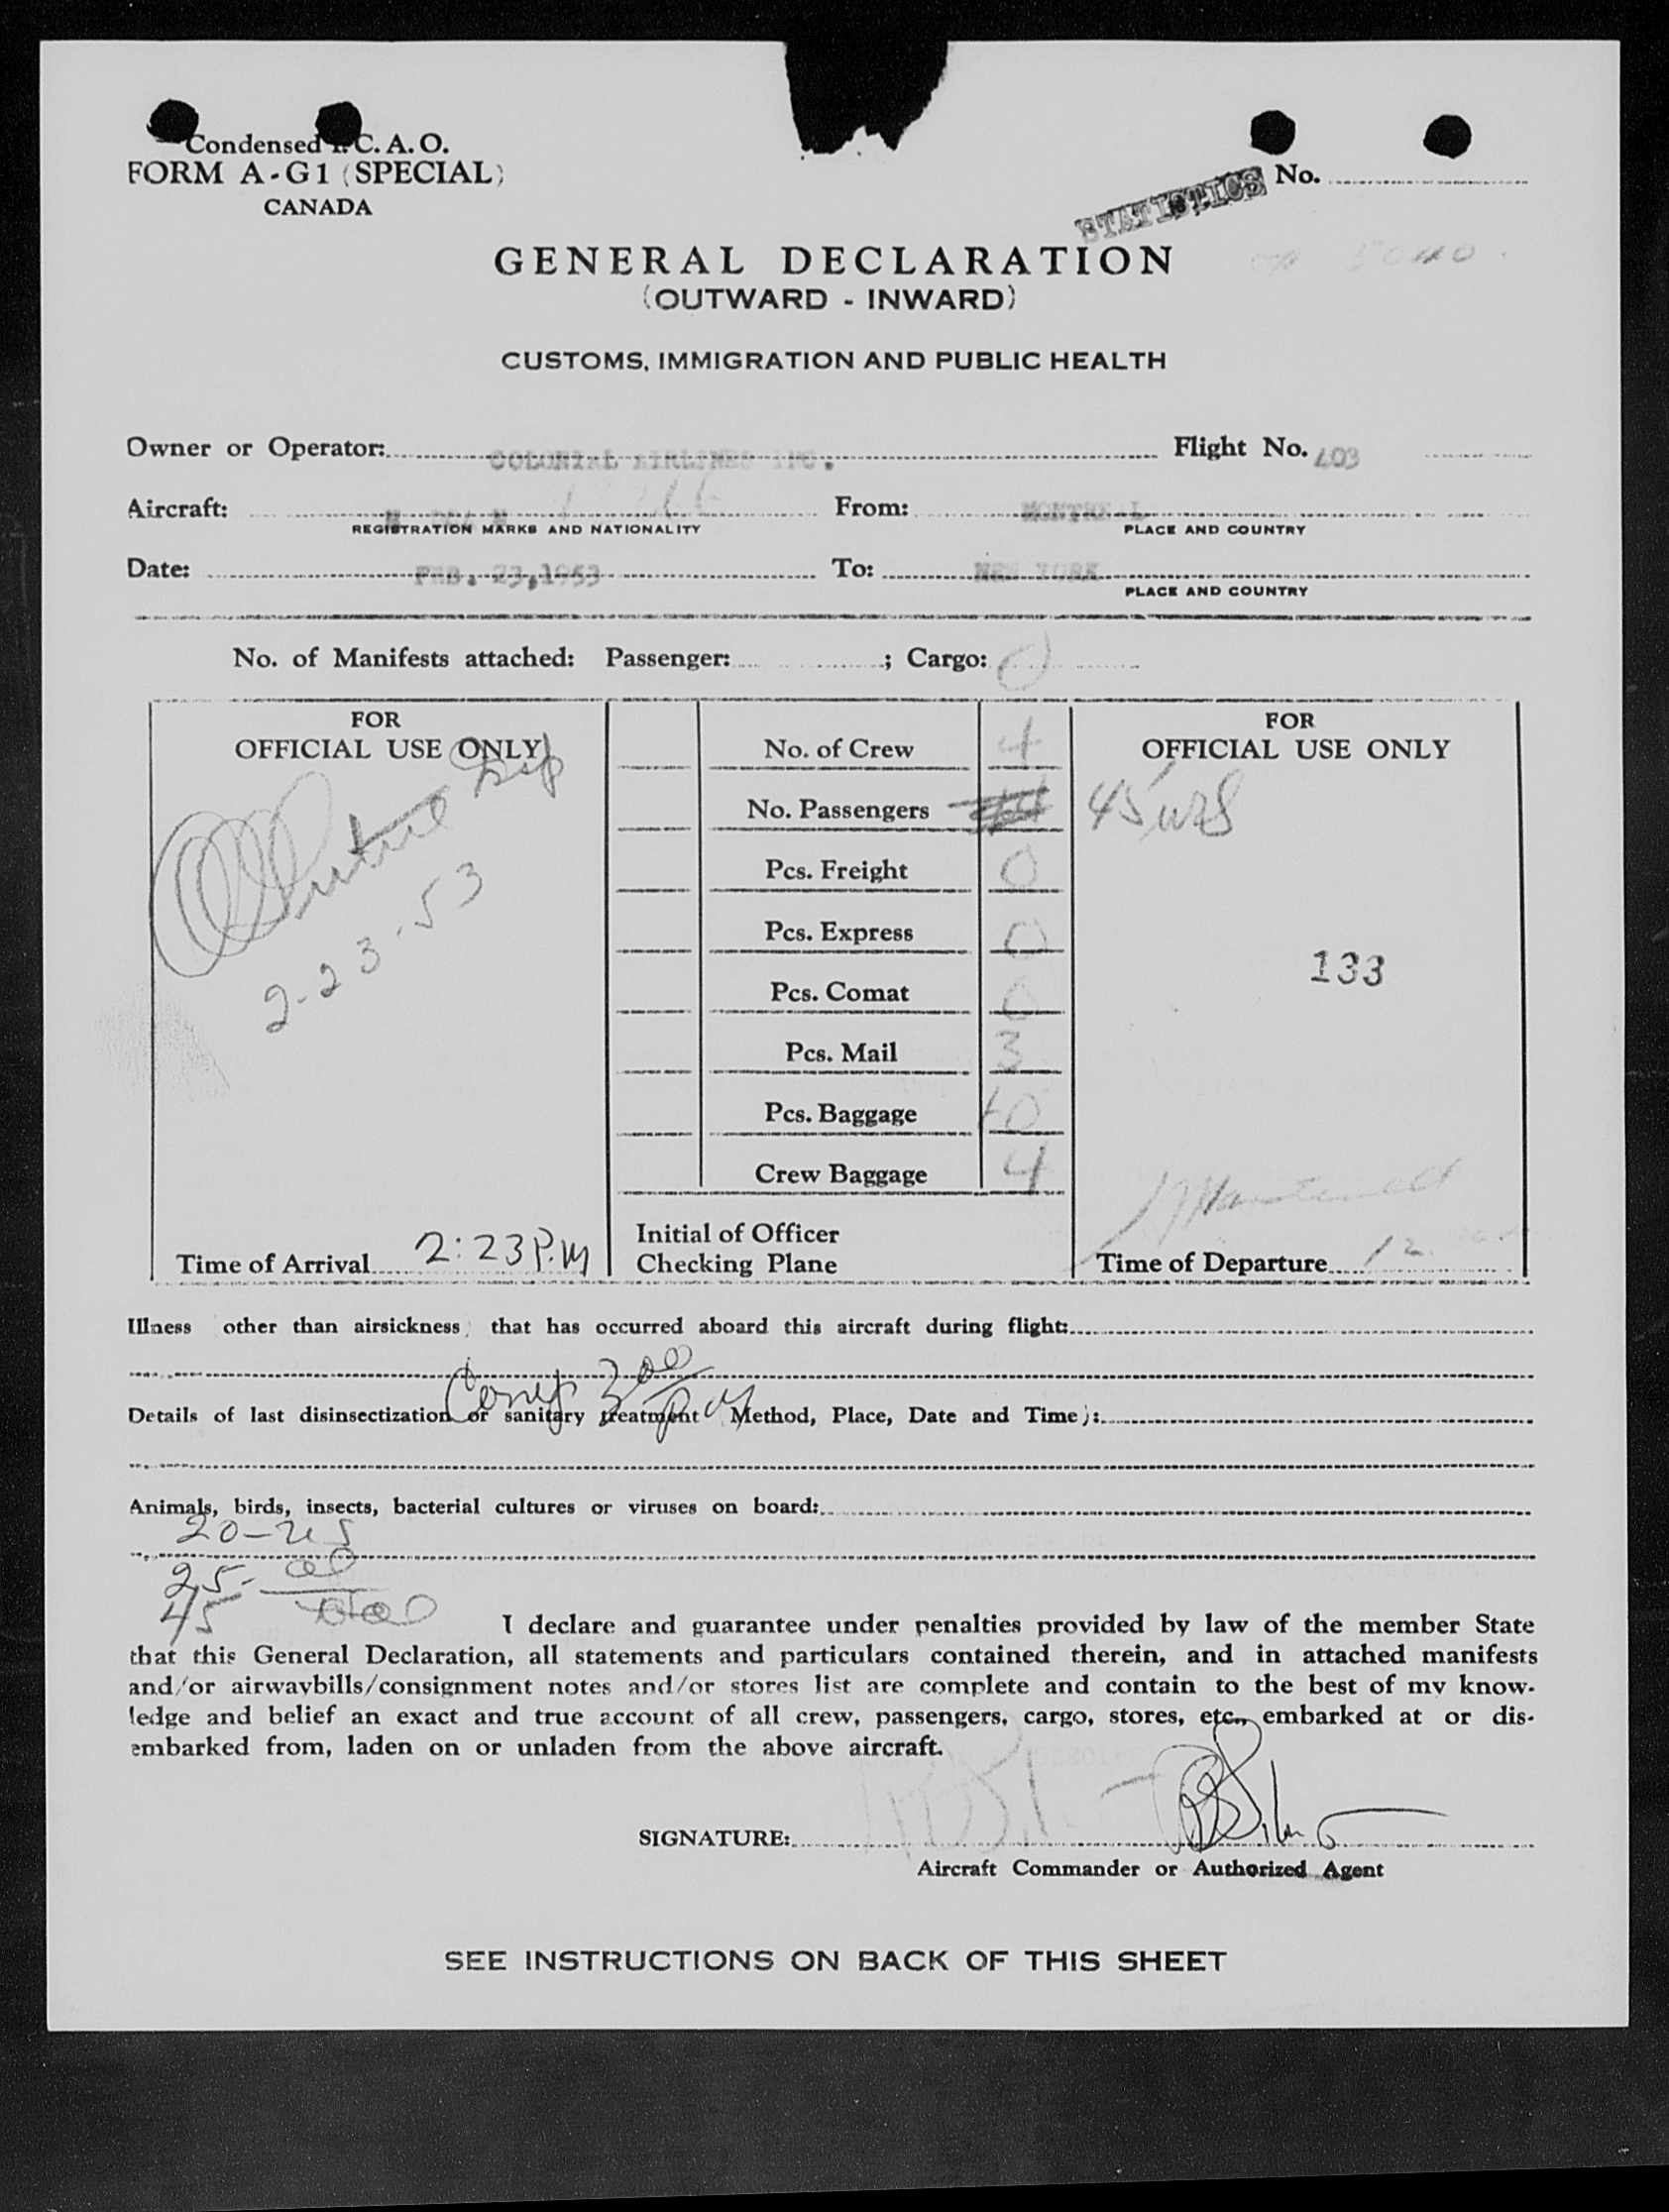 Condensed I. C. A. O.
FORM A-G1 (SPECIAL)
CANADA
No.
STATISTICS
GENERAL DECLARATION
(OUTWARD - INWARD)
CUSTOMS, IMMIGRATION AND PUBLIC HEALTH
Owner or Operator: COLONIAL AIRLINES INC. Flight No. 403
Aircraft: From: MONTREAL
REGISTRATION MARKS AND NATIONALITY PLACE AND COUNTRY
Date: FEB. 23, 1953 To: NEW YORK
PLACE AND COUNTRY
No. of Manifests attached: Passenger: ; Cargo: 0
FOR
OFFICIAL USE ONLY
2-23-53
Time of Arrival 2:23 P.M
No. of Crew 4
No. Passengers
Pcs. Freight 0
Pcs. Express 0
Pcs. Comat 0
Pcs. Mail 3
Pcs. Baggage
Crew Baggage 4
Initial of Officer
Checking Plane
FOR
OFFICIAL USE ONLY
45
133
Time of Departure 12
Illness other than airsickness, that has occurred aboard this aircraft during flight:
Comp 300
Details of last disinsectization or sanitary treatment (Method, Place, Date and Time):
Animals, birds, insects, bacterial cultures or viruses on board:
20-US
25-al
45
I declare and guarantee under penalties provided by law of the member State
that this General Declaration, all statements and particulars contained therein, and in attached manifests
and/or airwaybills/consignment notes and/or stores list are complete and contain to the best of my know-
ledge and belief an exact and true account of all crew, passengers, cargo, stores, etc., embarked at or dis-
embarked from, laden on or unladen from the above aircraft.
SIGNATURE:
Aircraft Commander or Authorized Agent
SEE INSTRUCTIONS ON BACK OF THIS SHEET